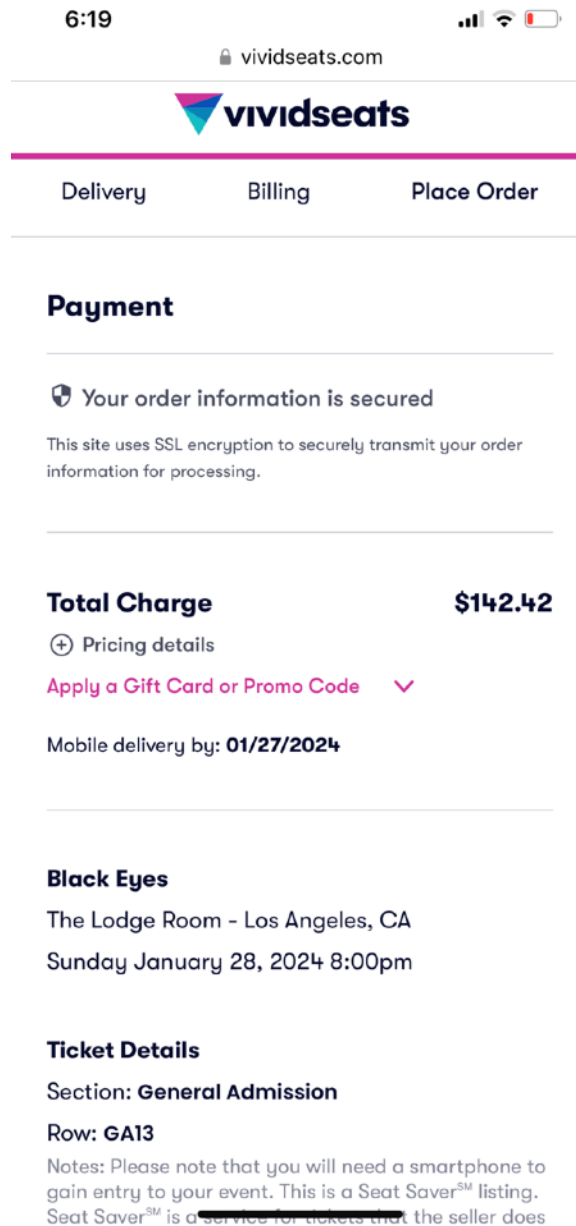 6:19
vividseats.com
vividseats
Delivery Billing Place Order
Payment
Your order information is secured
This site uses SSL encryption to securely transmit your order
information for processing.
Total Charge $142.42
Pricing details
Apply a Gift Card or Promo Code
Mobile delivery by: 01/27/2024
Black Eyes
The Lodge Room - Los Angeles, CA
Sunday January 28, 2024 8:00pm
Ticket Details
Section: General Admission
Row: GA13
Notes: Please note that you will need a smartphone to
gain entry to your event. This is a Seat Saver℠ listing.
Seat Saver℠ is a service for tickets that the seller does